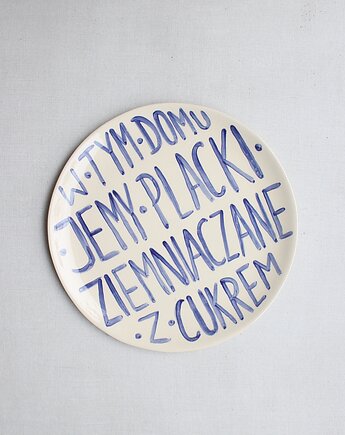 W·TYM·DOMU
·JEMY·PLACKI·
ZIEMNIACZANE
·Z·CUKREM